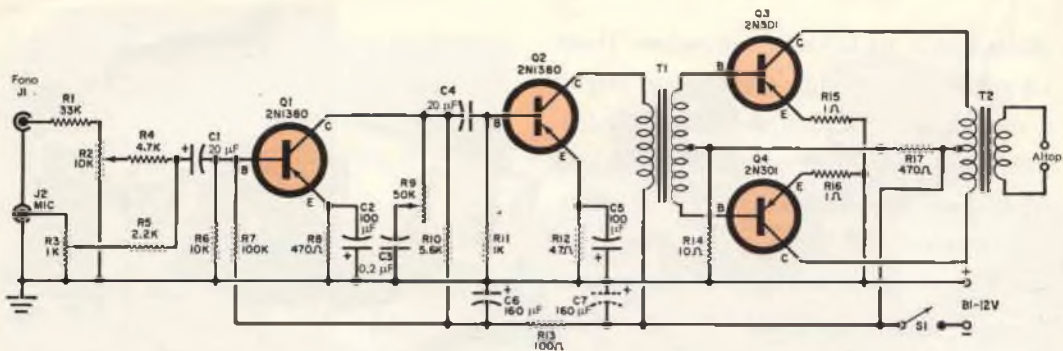 Fono
J1
R1
33K
R2
10K
J2
MIC
R3
1K
R4
4.7K
R5
2.2K
C1
20 µF
+
R6
10K
R7
100K
Q1
2N1380
B
C
E
R8
470Ω
C2
100
µF
+
C3
0,2 µF
R9
50K
R10
5.6K
C4
20 µF
R11
1K
Q2
2N1380
B
C
E
R12
47Ω
C5
100
µF
+
C6
160 µF
+
C7
160 µF
+
R13
100Ω
T1
Q3
2N301
B
C
E
R15
1Ω
Q4
2N301
B
E
C
R16
1Ω
R14
10Ω
R17
470Ω
T2
Altop
+
B1-12V
–
S1